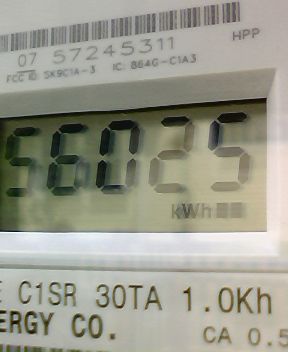 07 57245311
HPP
FCC ID SK9C1A-3 IC: 864G-C1A3
56025
kWh
E C1SR 30TA 1.0Kh
ERGY CO.
CA 0.5